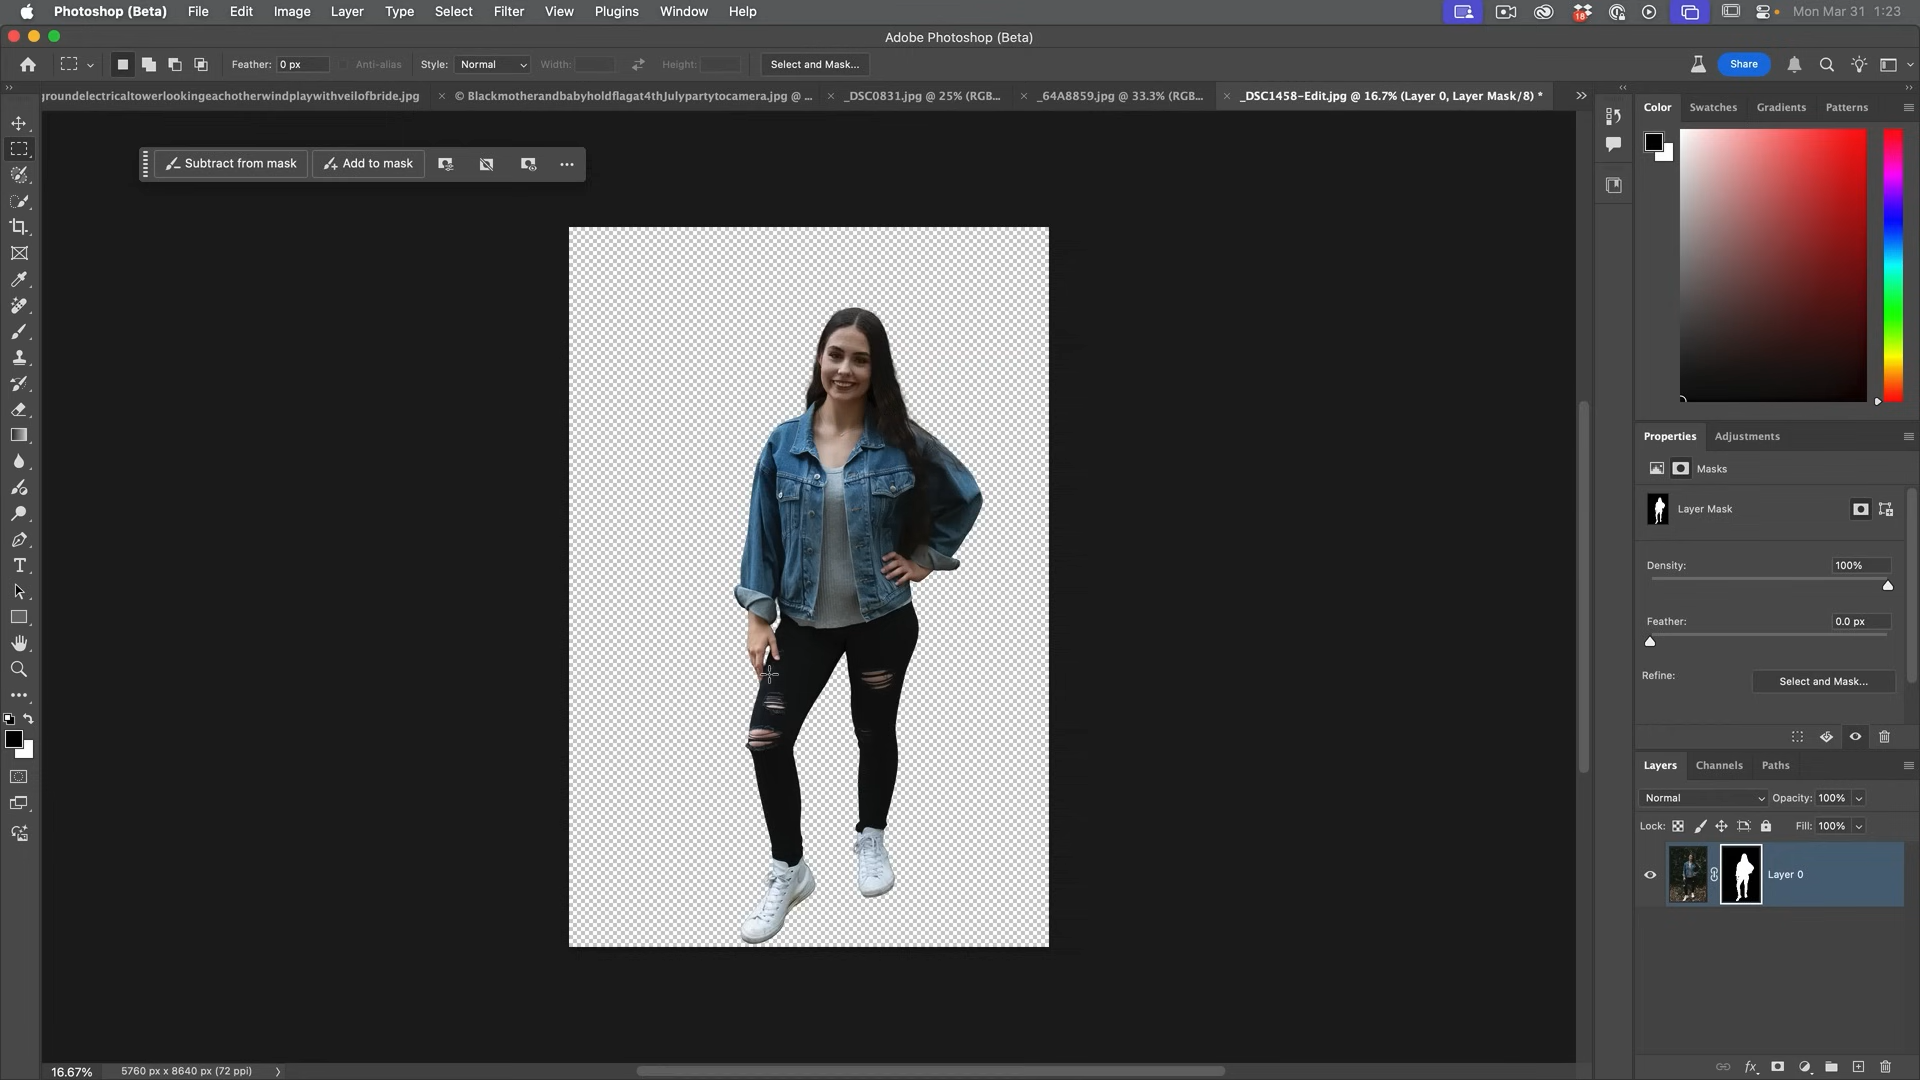 Photoshop (Beta) File Edit Image Layer Type Select Filter Plugins Window Help 18 Mon Mar 31 1:23
Adobe Photoshop (Beta)
Feather: 0 px Anti-alias Style: Normal Width: Height: Select and Mask... Share
roundelectricaltowerlookingeachotherwindplaywithveilofbride.jpg © Blackmotherandbabyholdflagat4thJulypartytocamera.jpg @ ... _DSC0831.jpg @ 25% (RGB... _64A8859.jpg @ 33.3% (RGB... _DSC1458-Edit.jpg @ 16.7% (Layer 0, Layer Mask/8) *
Color Swatches Gradients Patterns
Subtract from mask Add to mask
Properties Adjustments
Masks
Layer Mask
Density: 100%
Feather: 0.0 px
Refine: Select and Mask...
Layers Channels Paths
Normal Opacity: 100%
Lock: Fill: 100%
Layer 0
16.67% 5760 px x 8640 px (72 ppi)